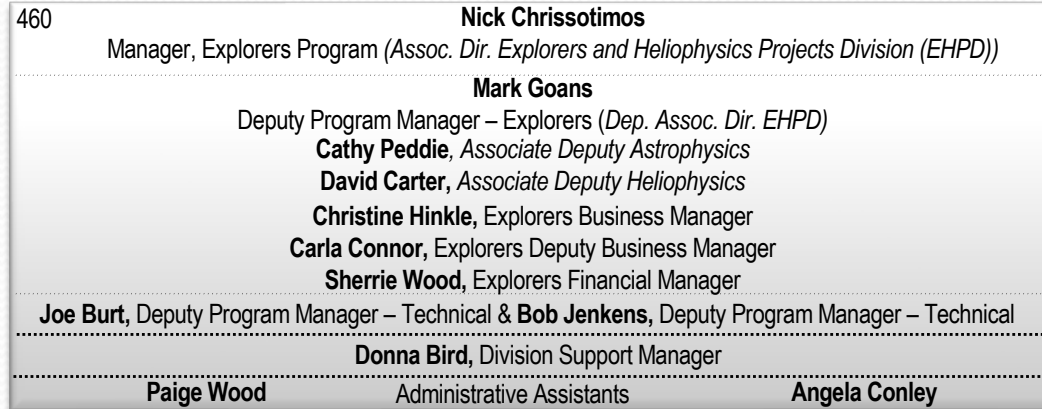 460
Nick Chrissotimos
Manager, Explorers Program (Assoc. Dir. Explorers and Heliophysics Projects Division (EHPD))
Mark Goans
Deputy Program Manager – Explorers (Dep. Assoc. Dir. EHPD)
Cathy Peddie, Associate Deputy Astrophysics
David Carter, Associate Deputy Heliophysics
Christine Hinkle, Explorers Business Manager
Carla Connor, Explorers Deputy Business Manager
Sherrie Wood, Explorers Financial Manager
Joe Burt, Deputy Program Manager – Technical & Bob Jenkens, Deputy Program Manager – Technical
Donna Bird, Division Support Manager
Paige Wood Administrative Assistants Angela Conley